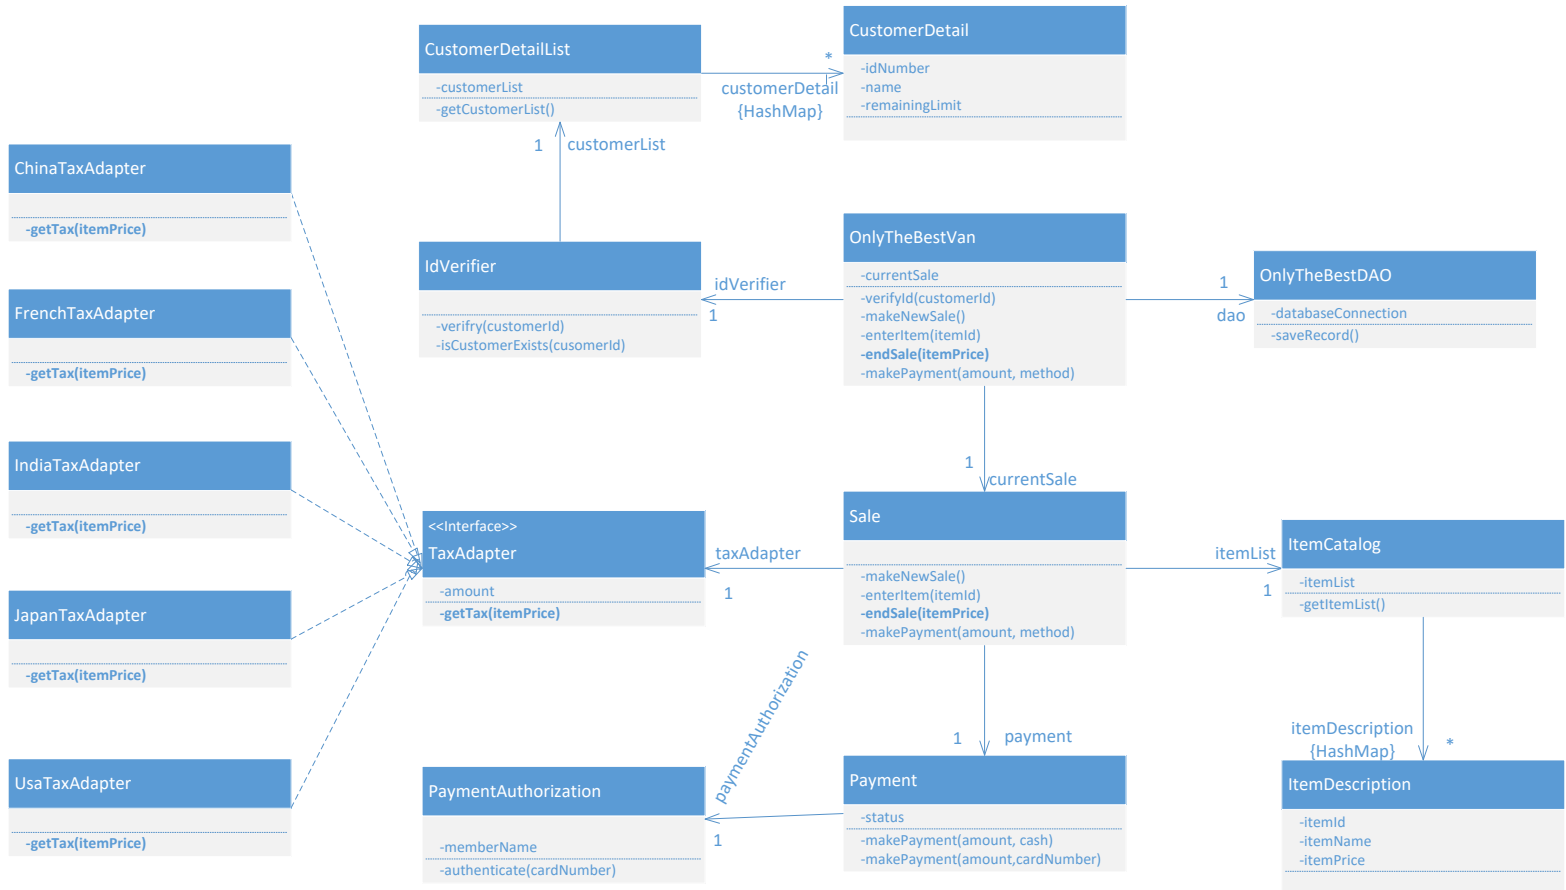 CustomerDetailList
-customerList
-getCustomerList()
CustomerDetail
-idNumber
-name
-remainingLimit
*
customerDetail
{HashMap}
1
customerList
ChinaTaxAdapter
-getTax(itemPrice)
FrenchTaxAdapter
-getTax(itemPrice)
IndiaTaxAdapter
-getTax(itemPrice)
JapanTaxAdapter
-getTax(itemPrice)
UsaTaxAdapter
-getTax(itemPrice)
IdVerifier
-verifry(customerId)
-isCustomerExists(cusomerId)
idVerifier
1
OnlyTheBestVan
-currentSale
-verifyId(customerId)
-makeNewSale()
-enterItem(itemId)
-endSale(itemPrice)
-makePayment(amount, method)
1
dao
OnlyTheBestDAO
-databaseConnection
-saveRecord()
1
currentSale
<<Interface>>
TaxAdapter
-amount
-getTax(itemPrice)
taxAdapter
1
Sale
-makeNewSale()
-enterItem(itemId)
-endSale(itemPrice)
-makePayment(amount, method)
itemList
1
ItemCatalog
-itemList
-getItemList()
paymentAuthorization
1
1
payment
itemDescription
{HashMap}
*
PaymentAuthorization
-memberName
-authenticate(cardNumber)
Payment
-status
-makePayment(amount, cash)
-makePayment(amount,cardNumber)
ItemDescription
-itemId
-itemName
-itemPrice